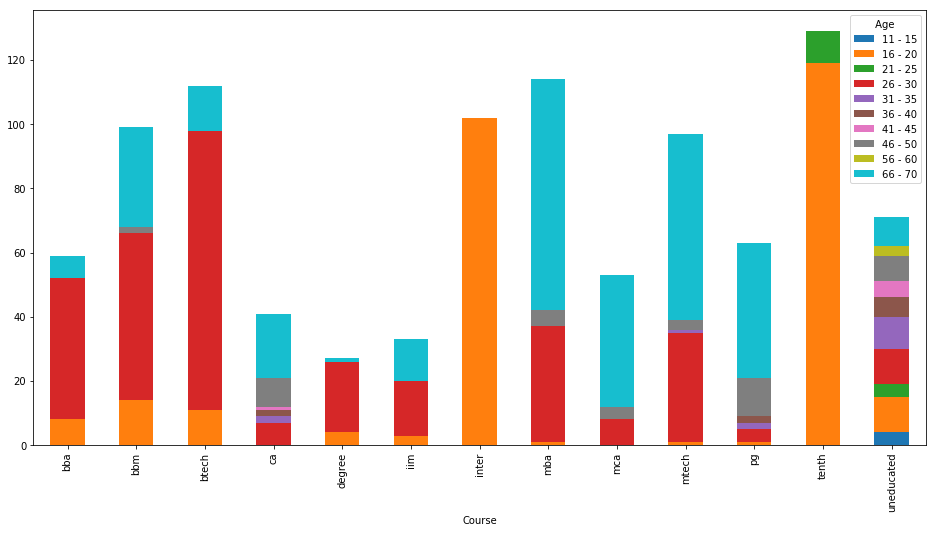 Age
11 - 15
16 - 20
21 - 25
26 - 30
31 - 35
36 - 40
41 - 45
46 - 50
56 - 60
66 - 70
120
100
80
60
40
20
0
bba
bbm
btech
ca
degree
iim
inter
mba
mca
mtech
pg
tenth
uneducated
Course